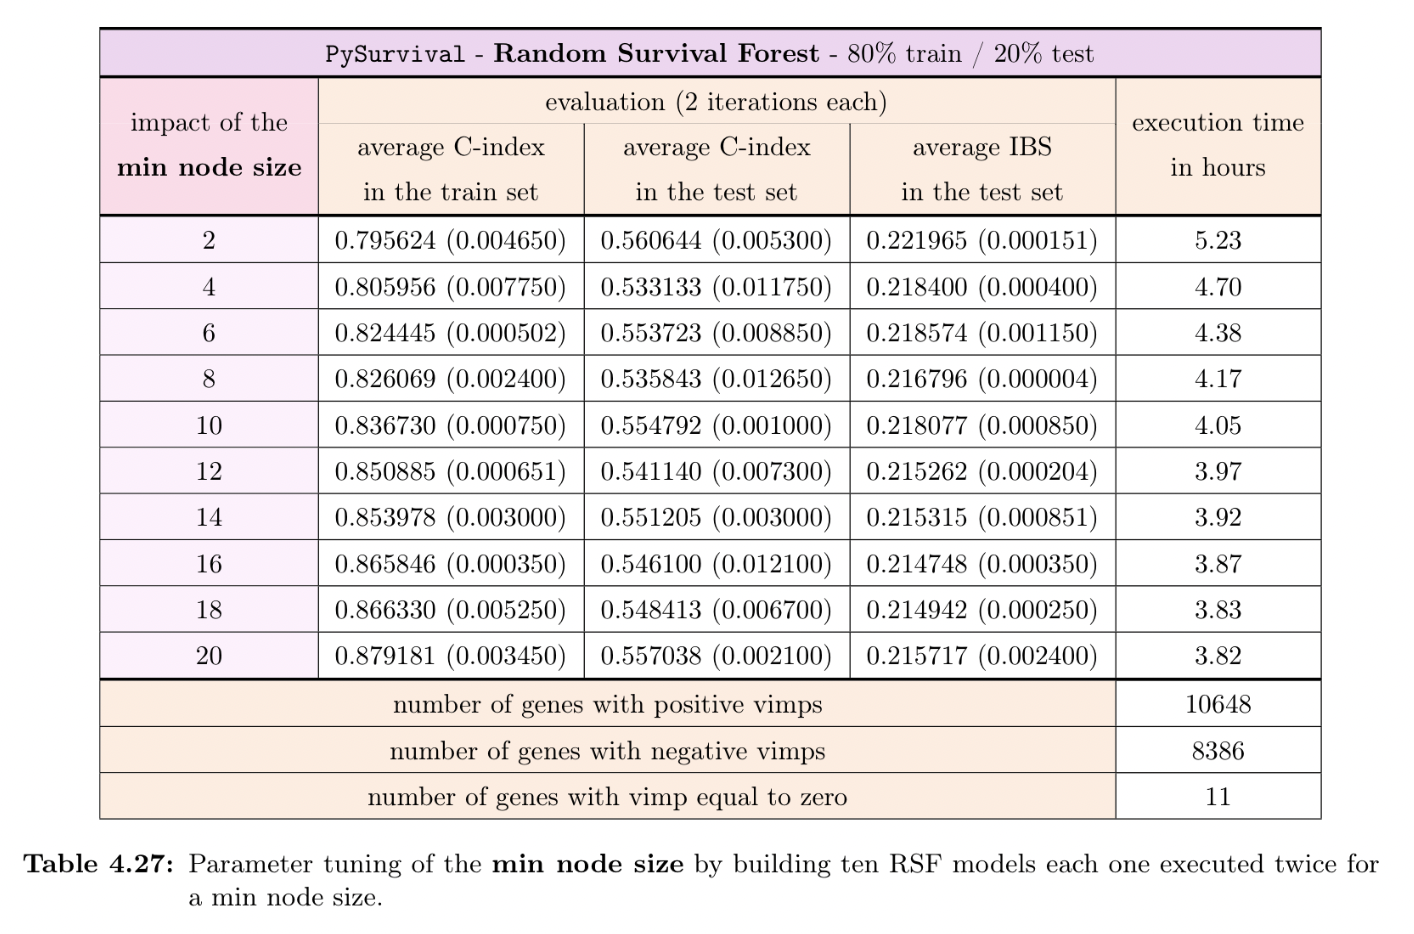 PySurvival - Random Survival Forest - 80% train / 20% test
impact of the
min node size
evaluation (2 iterations each)
average C-index
in the train set
average C-index
in the test set
average IBS
in the test set
execution time
in hours
2 0.795624 (0.004650) 0.560644 (0.005300) 0.221965 (0.000151) 5.23
4 0.805956 (0.007750) 0.533133 (0.011750) 0.218400 (0.000400) 4.70
6 0.824445 (0.000502) 0.553723 (0.008850) 0.218574 (0.001150) 4.38
8 0.826069 (0.002400) 0.535843 (0.012650) 0.216796 (0.000004) 4.17
10 0.836730 (0.000750) 0.554792 (0.001000) 0.218077 (0.000850) 4.05
12 0.850885 (0.000651) 0.541140 (0.007300) 0.215262 (0.000204) 3.97
14 0.853978 (0.003000) 0.551205 (0.003000) 0.215315 (0.000851) 3.92
16 0.865846 (0.000350) 0.546100 (0.012100) 0.214748 (0.000350) 3.87
18 0.866330 (0.005250) 0.548413 (0.006700) 0.214942 (0.000250) 3.83
20 0.879181 (0.003450) 0.557038 (0.002100) 0.215717 (0.002400) 3.82
number of genes with positive vimps 10648
number of genes with negative vimps 8386
number of genes with vimp equal to zero 11
Table 4.27: Parameter tuning of the min node size by building ten RSF models each one executed twice for
a min node size.